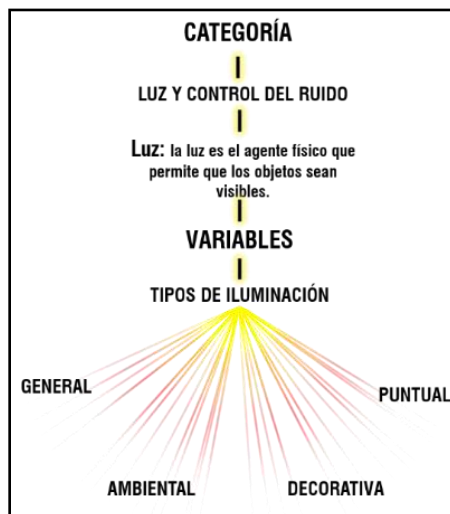 CATEGORÍA
LUZ Y CONTROL DEL RUIDO
Luz: la luz es el agente físico que
permite que los objetos sean
visibles.
VARIABLES
TIPOS DE ILUMINACIÓN
GENERAL
PUNTUAL
AMBIENTAL
DECORATIVA